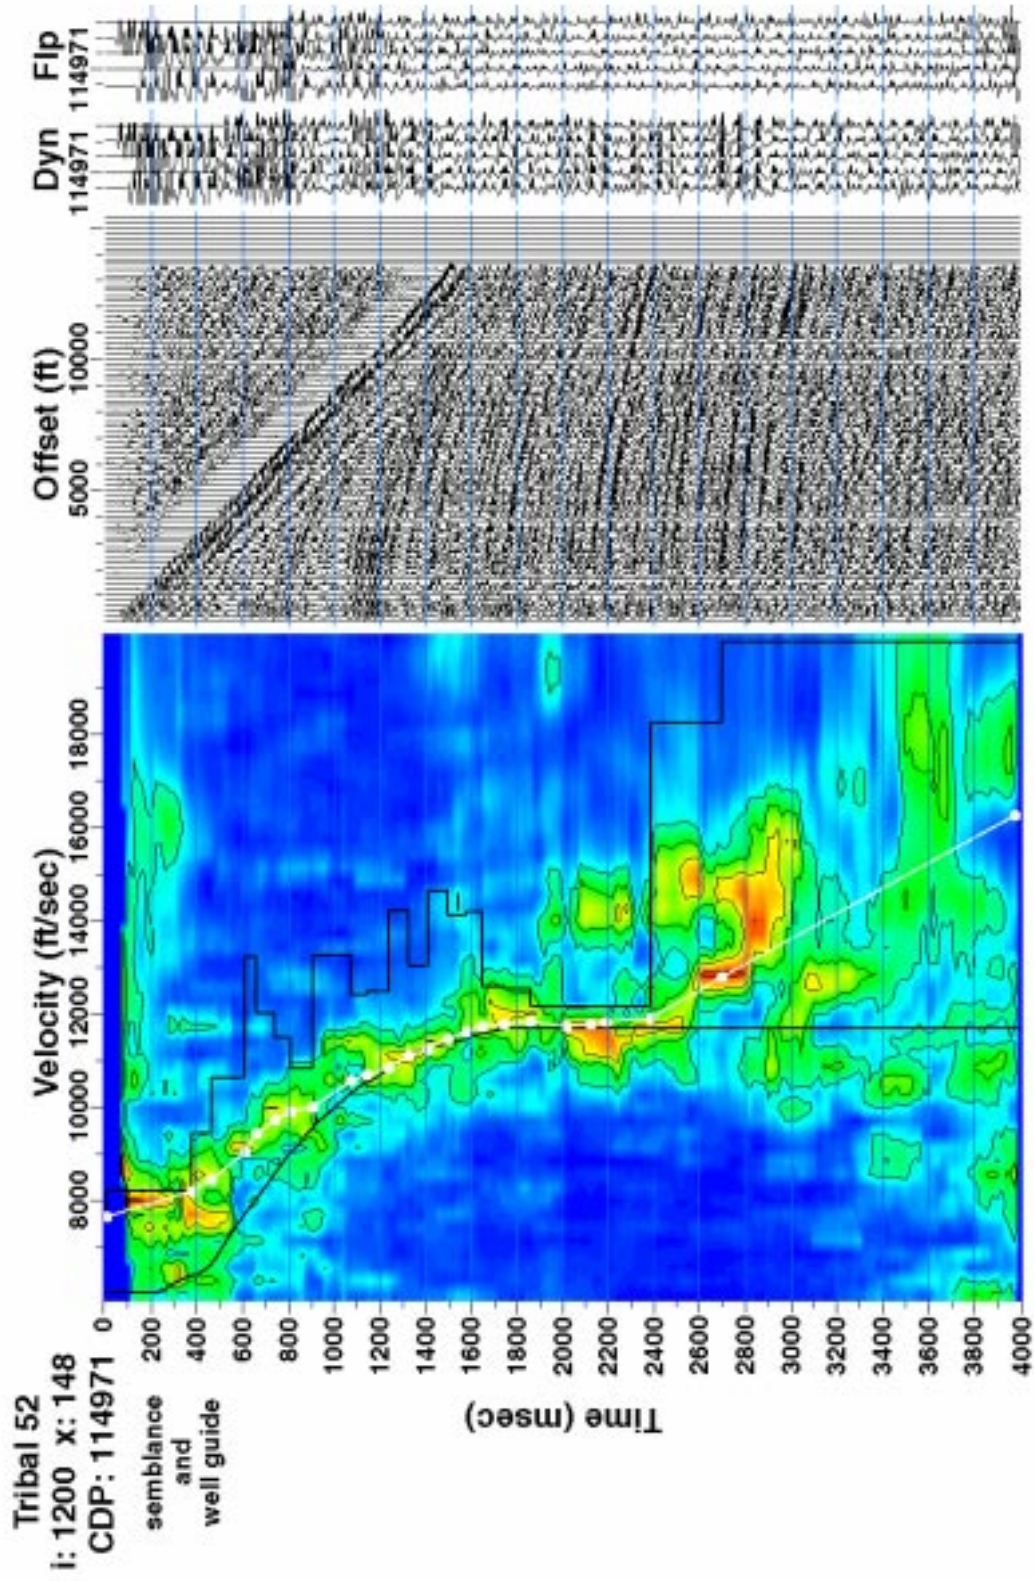 Tribal 52
i: 1200 x: 148
CDP: 114971
semblance
and
well guide
Velocity (ft/sec)
8000 10000 12000 14000 16000 18000
Offset (ft)
5000 10000
Dyn
114971
Flp
114971
Time (msec)
0
200
400
600
800
1000
1200
1400
1600
1800
2000
2200
2400
2600
2800
3000
3200
3400
3600
3800
4000